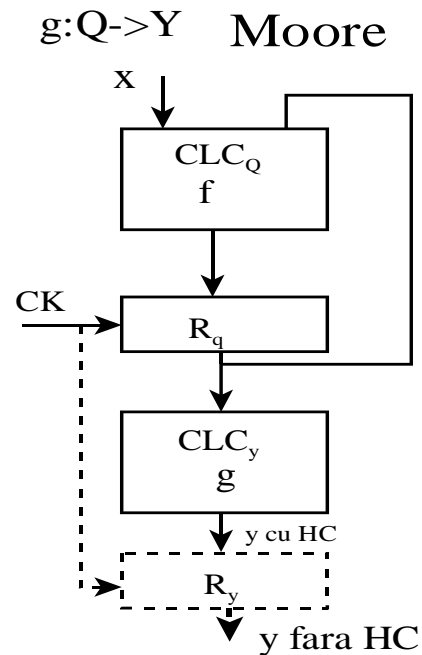 g:Q->Y Moore
x
CLC_Q
f
CK
R_q
CLC_y
g
y cu HC
R_y
y fara HC